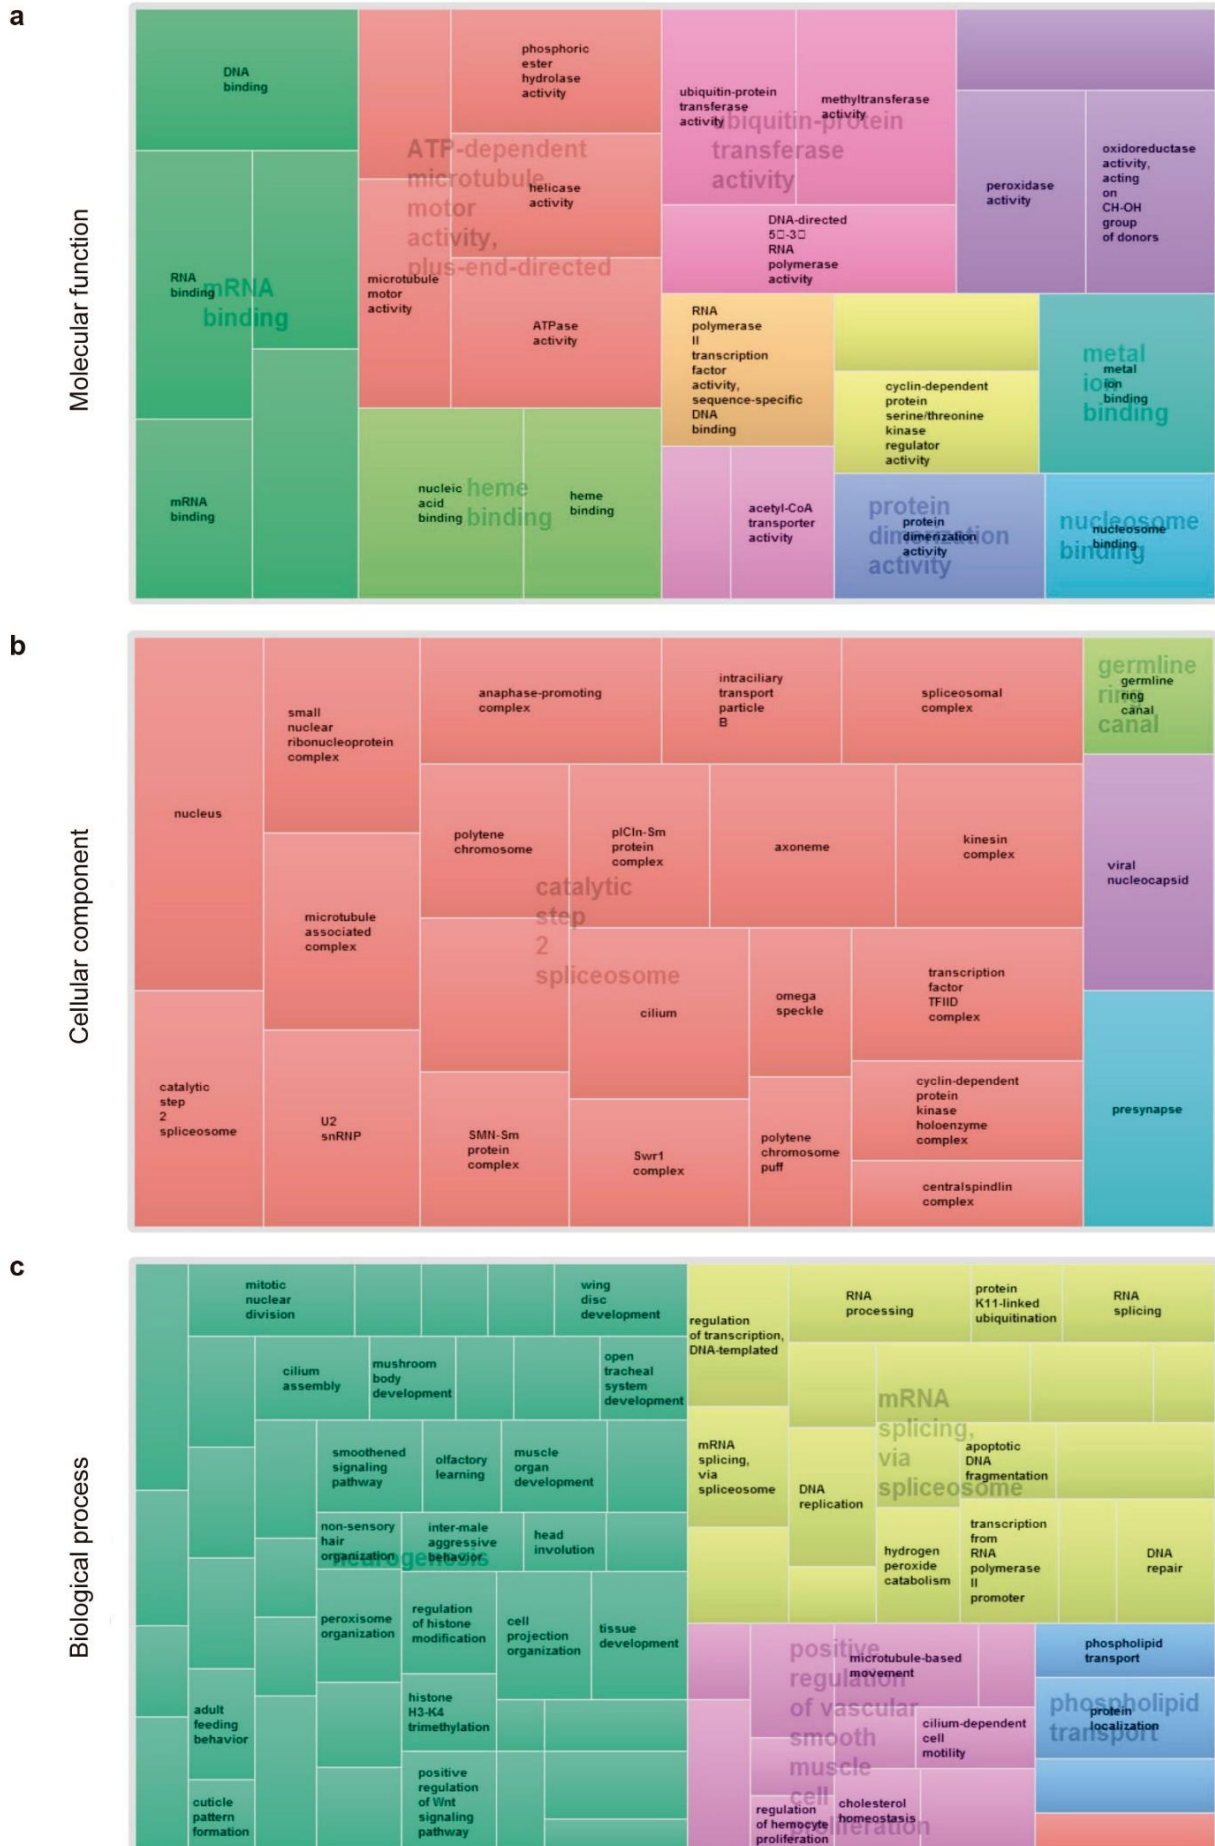 a
Molecular function
DNA
binding
RNA
binding
mRNA
binding
mRNA
binding
phosphoric
ester
hydrolase
activity
ATP-dependent
microtubule
motor
activity,
plus-end-directed
helicase
activity
microtubule
motor
activity
ATPase
activity
nucleic
acid
binding
heme
binding
heme
binding
ubiquitin-protein
transferase
activity
methyltransferase
activity
ubiquitin-protein
transferase
activity
DNA-directed
5□-3□
RNA
polymerase
activity
peroxidase
activity
oxidoreductase
activity,
acting
on
CH-OH
group
of donors
RNA
polymerase
II
transcription
factor
activity,
sequence-specific
DNA
binding
cyclin-dependent
protein
serine/threonine
kinase
regulator
activity
metal
ion
binding
metal
ion
binding
acetyl-CoA
transporter
activity
protein
dimerization
activity
protein
dimerization
activity
nucleosome
binding
nucleosome
binding
b
Cellular component
nucleus
small
nuclear
ribonucleoprotein
complex
anaphase-promoting
complex
intraciliary
transport
particle
B
spliceosomal
complex
germline
ring
canal
germline
ring
canal
polytene
chromosome
pICln-Sm
protein
complex
axoneme
kinesin
complex
viral
nucleocapsid
microtubule
associated
complex
catalytic
step
2
spliceosome
cilium
omega
speckle
transcription
factor
TFIID
complex
catalytic
step
2
spliceosome
U2
snRNP
SMN-Sm
protein
complex
Swr1
complex
polytene
chromosome
puff
cyclin-dependent
protein
kinase
holoenzyme
complex
centralspindlin
complex
presynapse
c
Biological process
mitotic
nuclear
division
wing
disc
development
cilium
assembly
mushroom
body
development
open
tracheal
system
development
smoothened
signaling
pathway
olfactory
learning
muscle
organ
development
non-sensory
hair
organization
inter-male
aggressive
behavior
head
involution
neurogenesis
peroxisome
organization
regulation
of histone
modification
cell
projection
organization
tissue
development
adult
feeding
behavior
histone
H3-K4
trimethylation
cuticle
pattern
formation
positive
regulation
of Wnt
signaling
pathway
regulation
of transcription,
DNA-templated
RNA
processing
protein
K11-linked
ubiquitination
RNA
splicing
mRNA
splicing,
via
spliceosome
mRNA
splicing,
via
spliceosome
DNA
replication
apoptotic
DNA
fragmentation
hydrogen
peroxide
catabolism
transcription
from
RNA
polymerase
II
promoter
DNA
repair
positive
regulation
of vascular
smooth
muscle
cell
proliferation
microtubule-based
movement
cilium-dependent
cell
motility
regulation
of hemocyte
proliferation
cholesterol
homeostasis
phospholipid
transport
phospholipid
transport
protein
localization